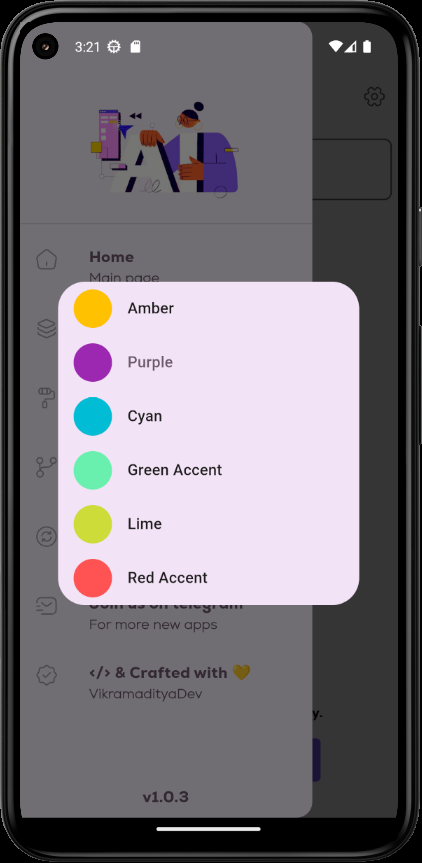 3:21
AI
Home
Main page
Amber
Purple
Cyan
Green Accent
Lime
Red Accent
Join us on telegram
For more new apps
</> & Crafted with 💛
VikramadityaDev
y.
v1.0.3